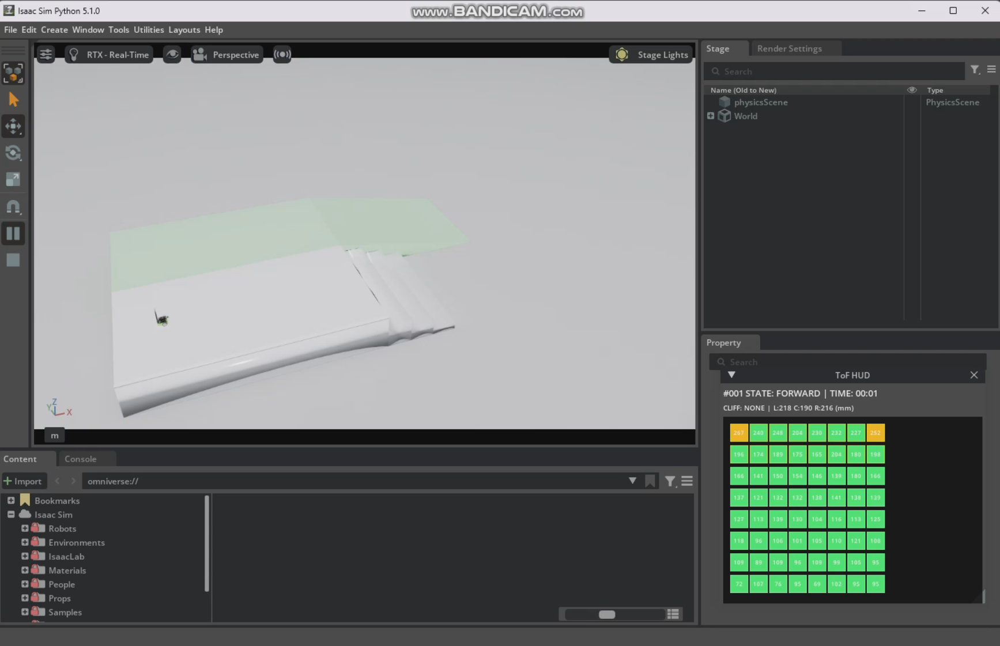 Isaac Sim Python 5.1.0
www.BANDICAM.com
File Edit Create Window Tools Utilities Layouts Help
RTX - Real-Time
Perspective
Stage Lights
Z
Y
X
m
Stage
Render Settings
Search
Name (Old to New)
Type
physicsScene
PhysicsScene
World
Property
Search
ToF HUD
#001 STATE: FORWARD | TIME: 00:01
CLIFF: NONE | L:218 C:190 R:216 (mm)
267 240 248 204 230 232 227 252
196 174 189 175 165 204 180 198
166 141 150 154 146 139 180 166
137 121 132 132 138 141 138 139
127 113 139 130 104 116 113 125
118 96 106 101 105 110 121 108
109 89 109 96 109 99 105 95
72 107 76 95 69 102 95 95
Content
Console
Import
omniverse://
Bookmarks
Isaac Sim
Robots
Environments
IsaacLab
Materials
People
Props
Samples